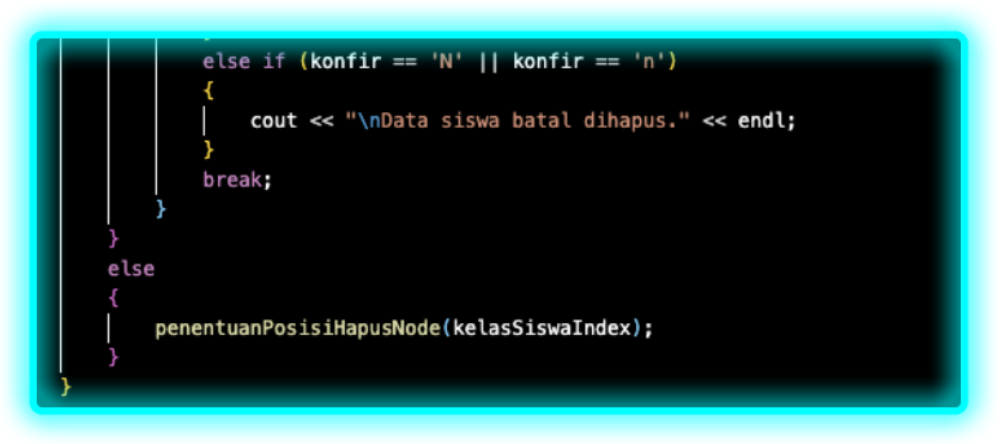 else if (konfir == 'N' || konfir == 'n')
{
cout << "\nData siswa batal dihapus." << endl;
}
break;
}
}
else
{
penentuanPosisiHapusNode(kelasSiswaIndex);
}
}